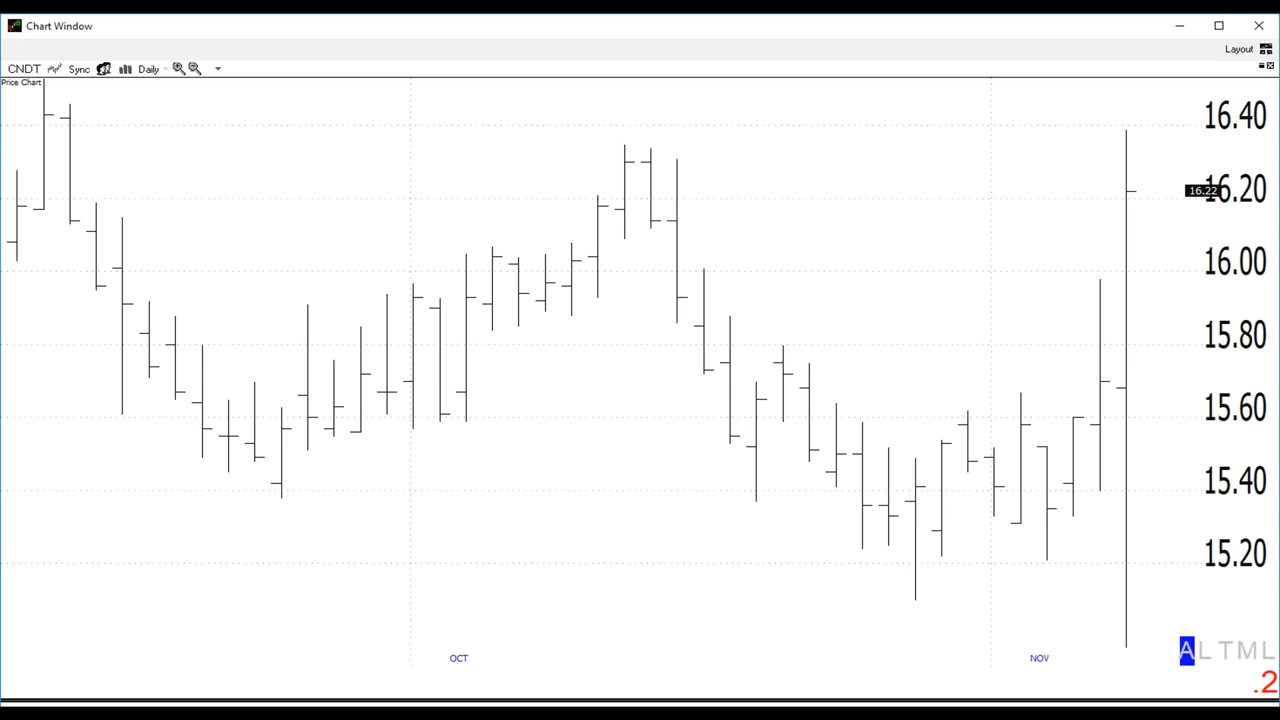 Chart Window
Layout
CNDT Sync Daily
Price Chart
16.40
16.22
16.20
16.00
15.80
15.60
15.40
15.20
OCT NOV
ALTML
.2